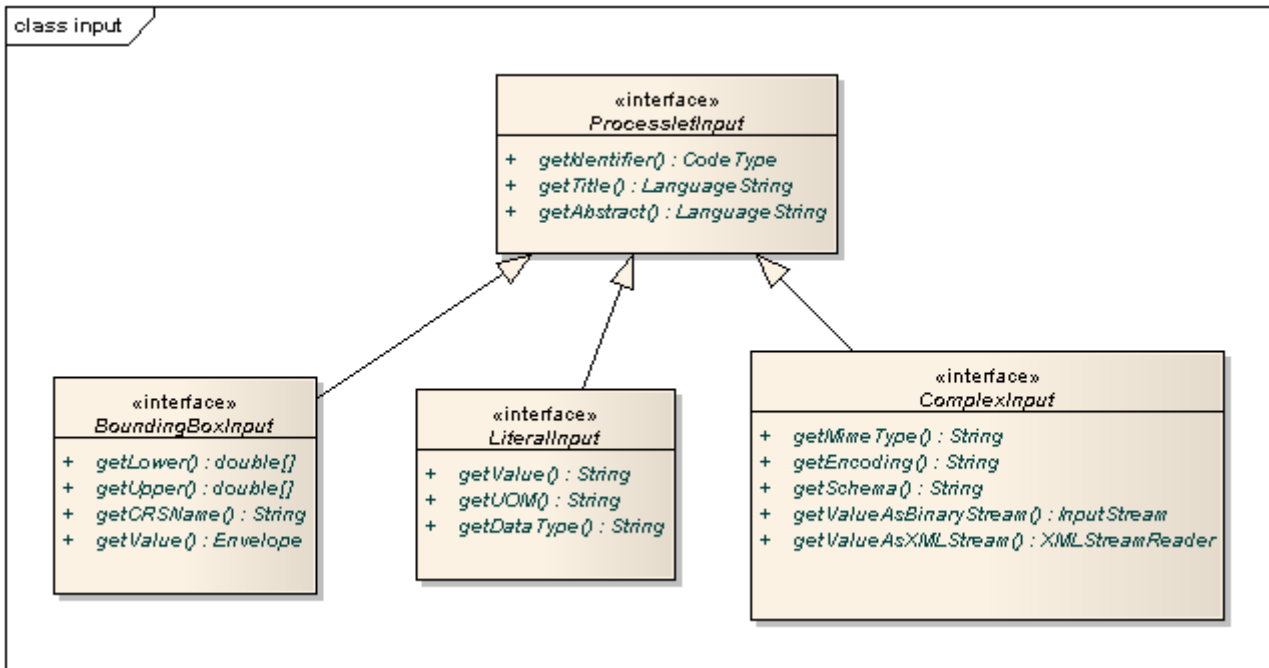 class input
«interface»
ProcessletInput
+ getIdentifier() : CodeType
+ getTitle() : LanguageString
+ getAbstract() : LanguageString
«interface»
BoundingBoxInput
+ getLower() : double[]
+ getUpper() : double[]
+ getCRSName() : String
+ getValue() : Envelope
«interface»
LiteralInput
+ getValue() : String
+ getUOM() : String
+ getDataType() : String
«interface»
ComplexInput
+ getMimeType() : String
+ getEncoding() : String
+ getSchema() : String
+ getValueAsBinaryStream() : InputStream
+ getValueAsXMLStream() : XMLStreamReader